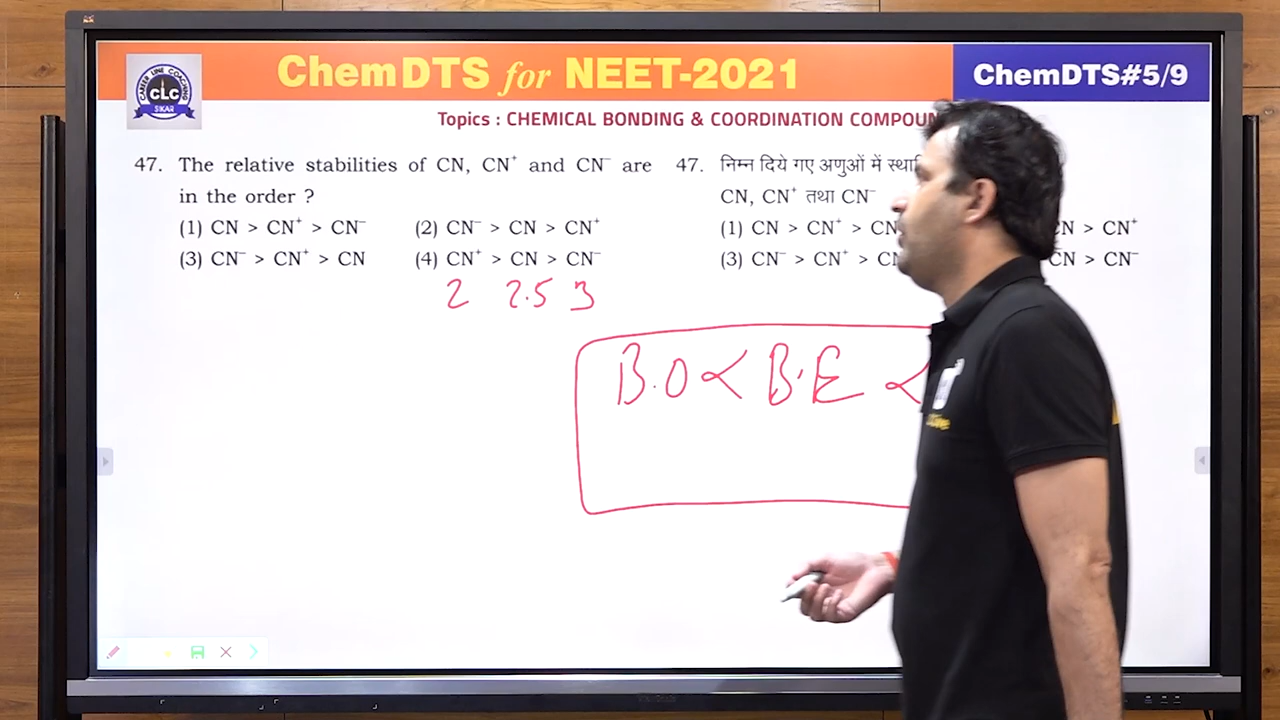 ChemDTS for NEET-2021
ChemDTS#5/9
CAREER LINE COACHING
CLC
SIKAR
Topics : CHEMICAL BONDING & COORDINATION
47. The relative stabilities of CN, CN⁺ and CN⁻ are
in the order ?
(1) CN > CN⁺ > CN⁻ (2) CN⁻ > CN > CN⁺
(3) CN⁻ > CN⁺ > CN (4) CN⁺ > CN > CN⁻
2 2.5 3
B.O ∝ B.E ∝
47. निम्न दिये गए अणुओं में
CN, CN⁺ तथा CN⁻
(1) CN > CN⁺ > CN > CN⁺
(3) CN⁻ > CN⁺ > CN > CN⁻